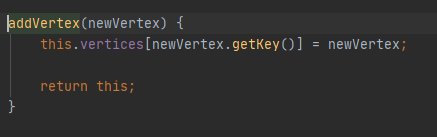 addVertex(newVertex) {
    this.vertices[newVertex.getKey()] = newVertex;
    return this;
}